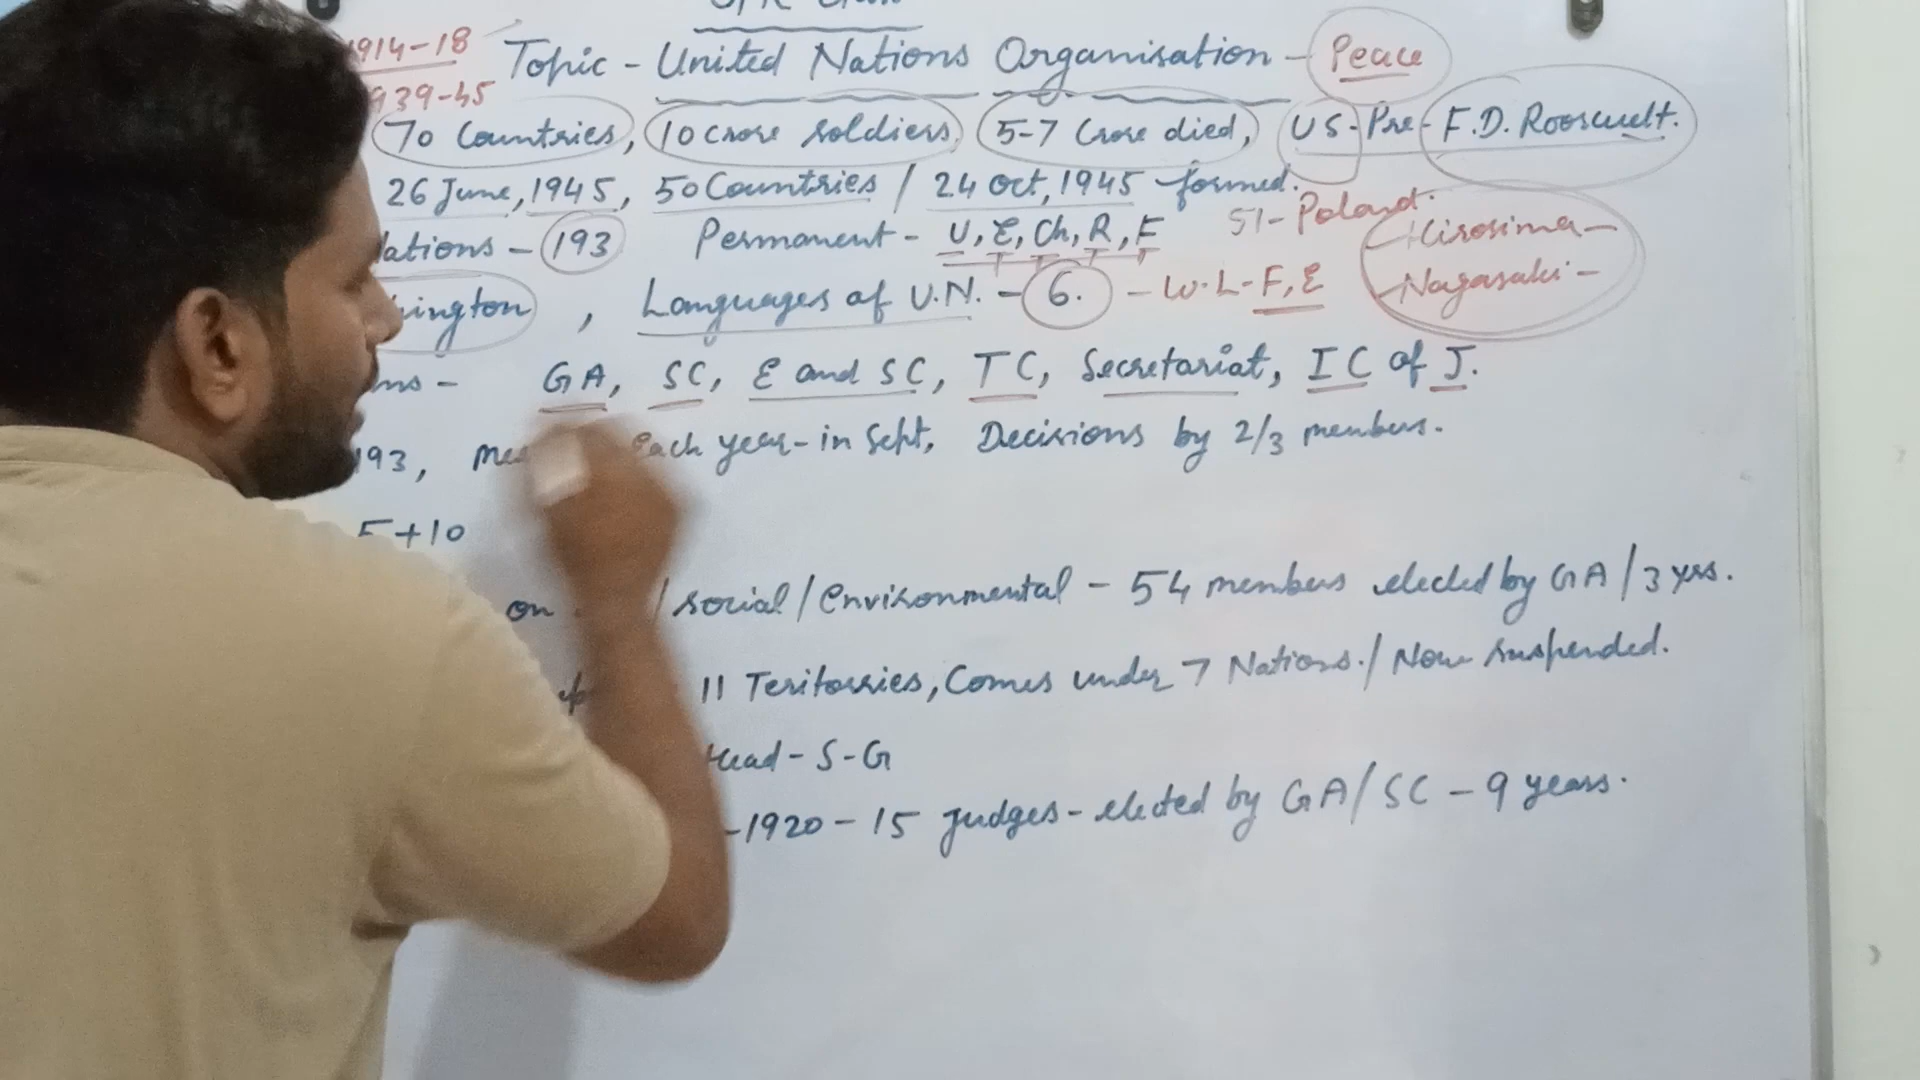 1914-18
Topic - United Nations Organisation - Peace
1939-45
70 Countries, 10 crore soldiers, 5-7 Crore died, US-Pre-F.D. Rooseuelt.
26 June, 1945, 50 Countries / 24 oct, 1945 - formed.
51-Poland.
Nations - 193 Permanent - U, E, Ch, R, F
Hirosima-
Nagasaki-
ington , Languages of U.N. - 6. - W.L-F, E
ms - GA, SC, E and SC, TC, Secretariat, IC of J.
193, Each year - in Sept, Decisions by 2/3 members.
5+10
on / social / Environmental - 54 members elected by GA / 3 yrs.
11 Teritorries, Comes under 7 Nations. / Now suspended.
Head - S-G
-1920 - 15 judges - elected by GA / SC - 9 years.